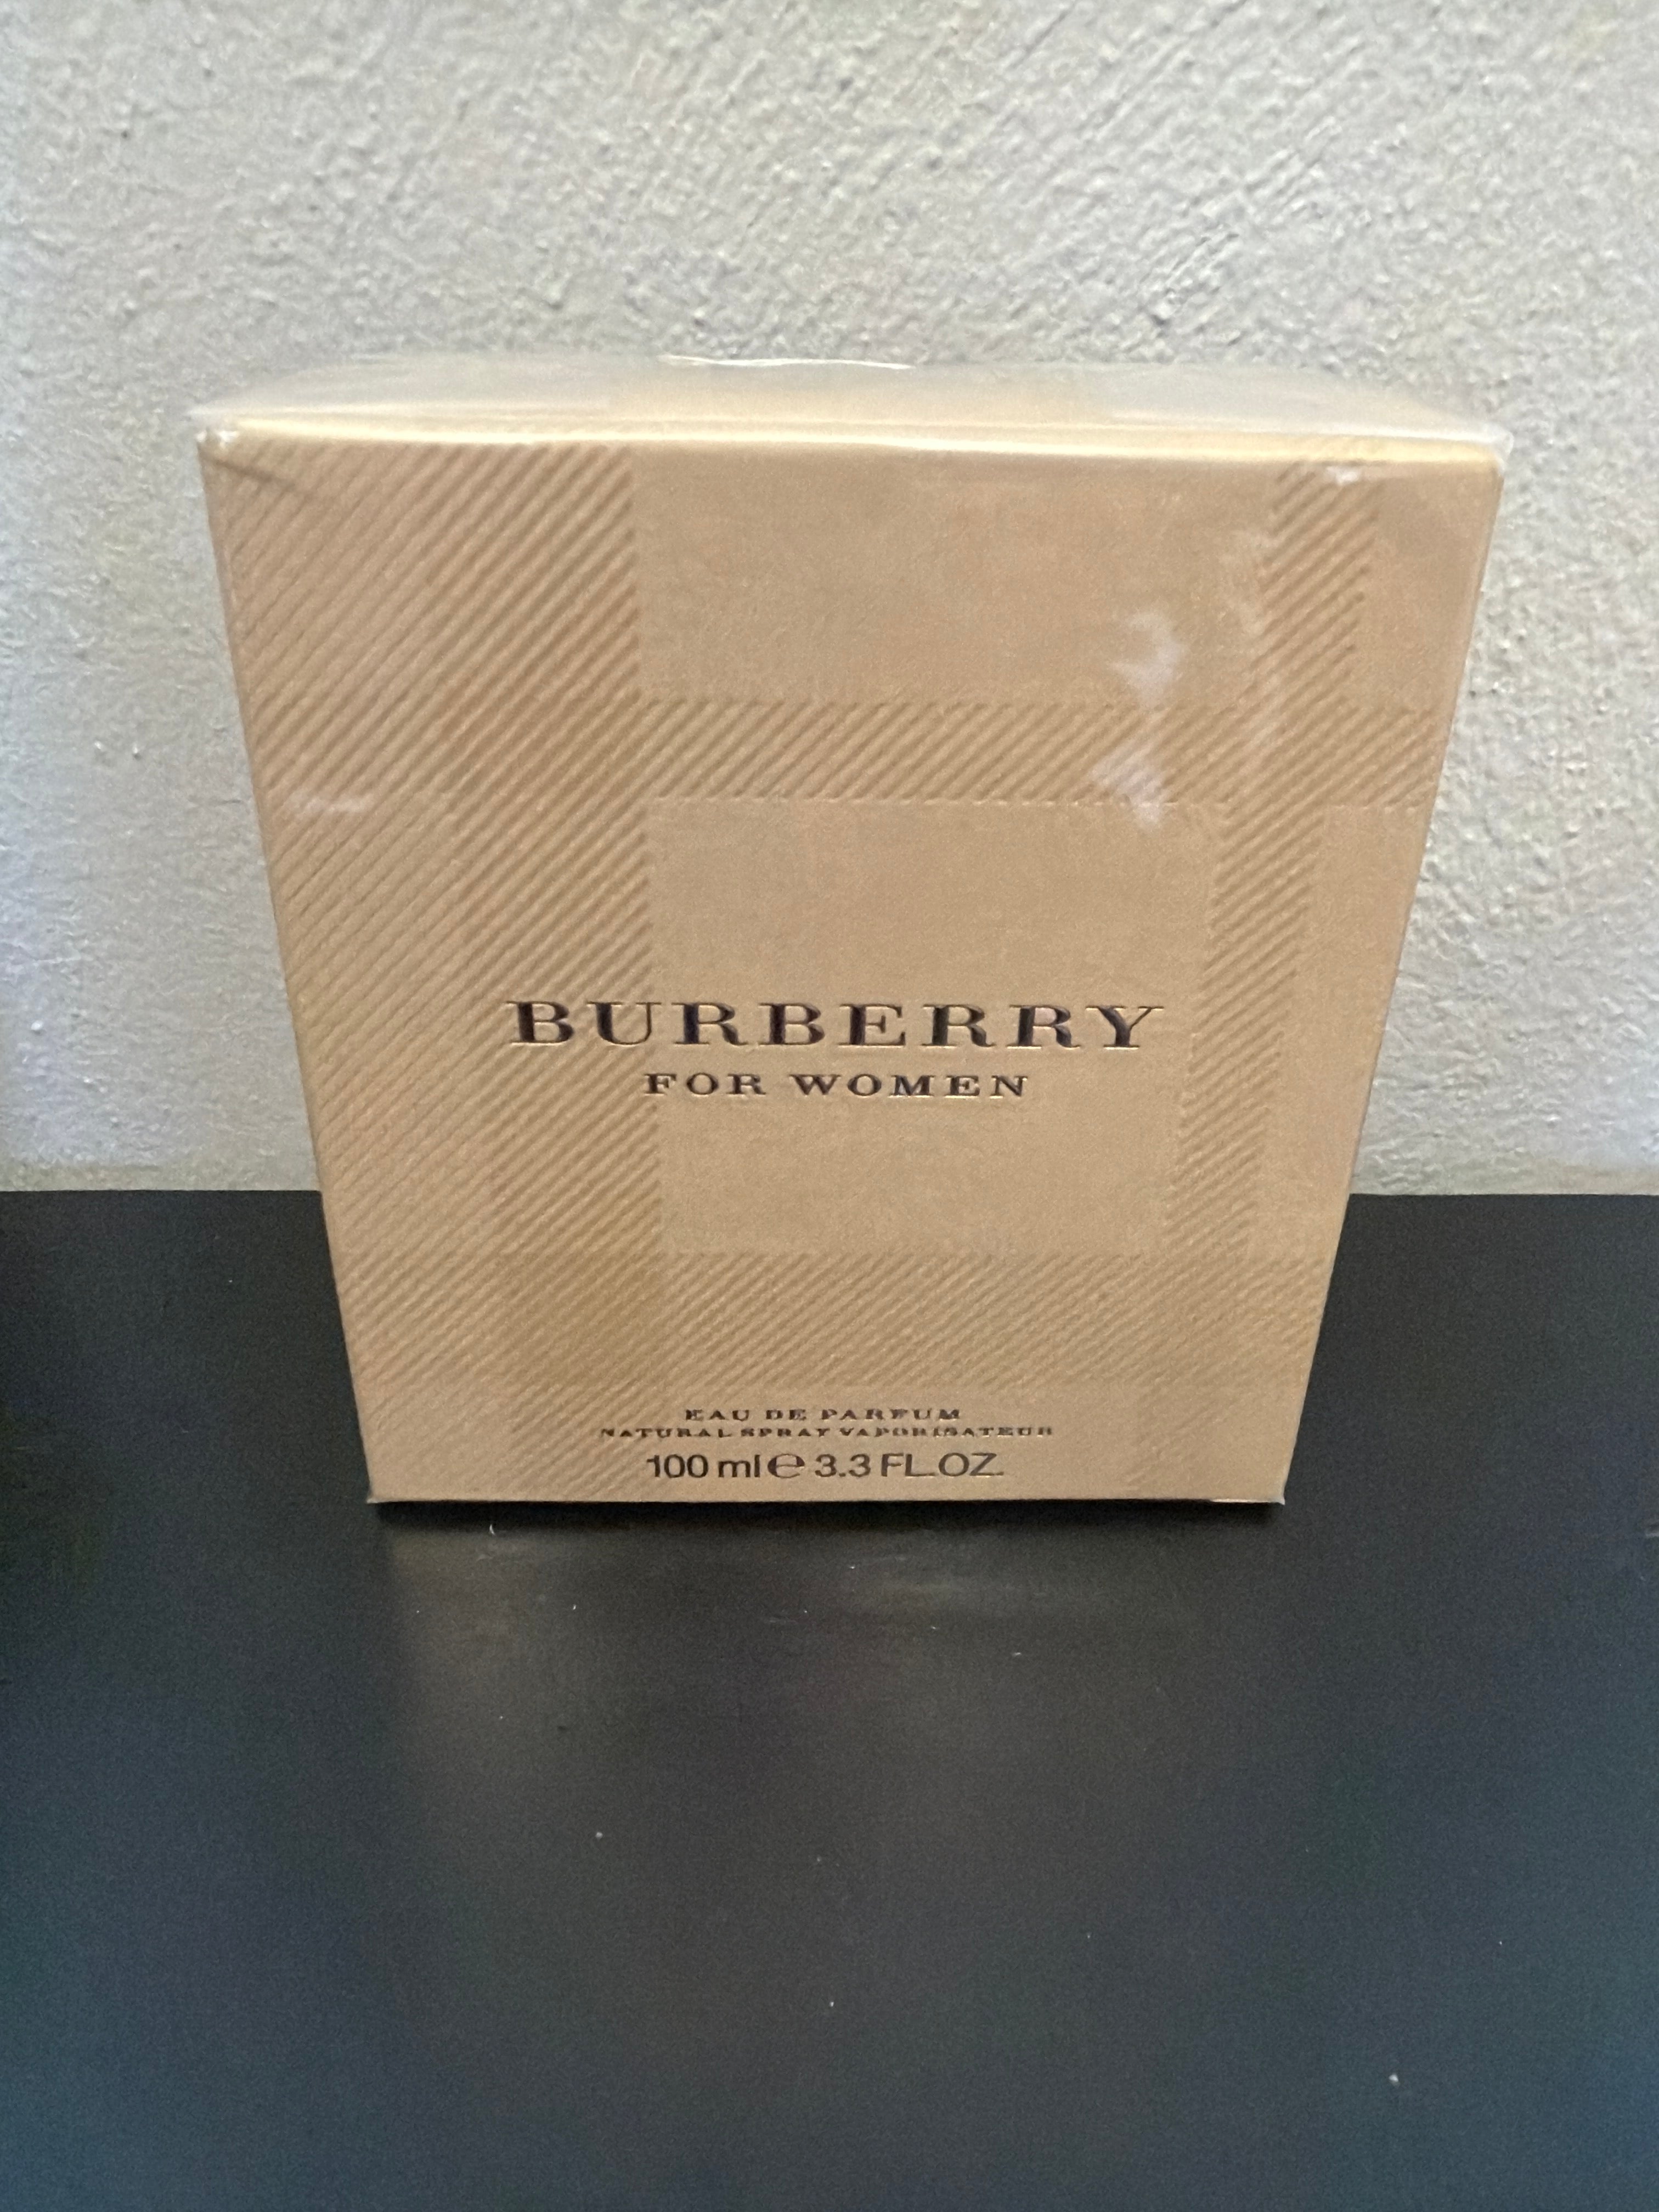 BURBERRY
FOR WOMEN
EAU DE PARFUM
NATURAL SPRAY VAPORISATEUR
100 ml ℮ 3.3 FL.OZ.